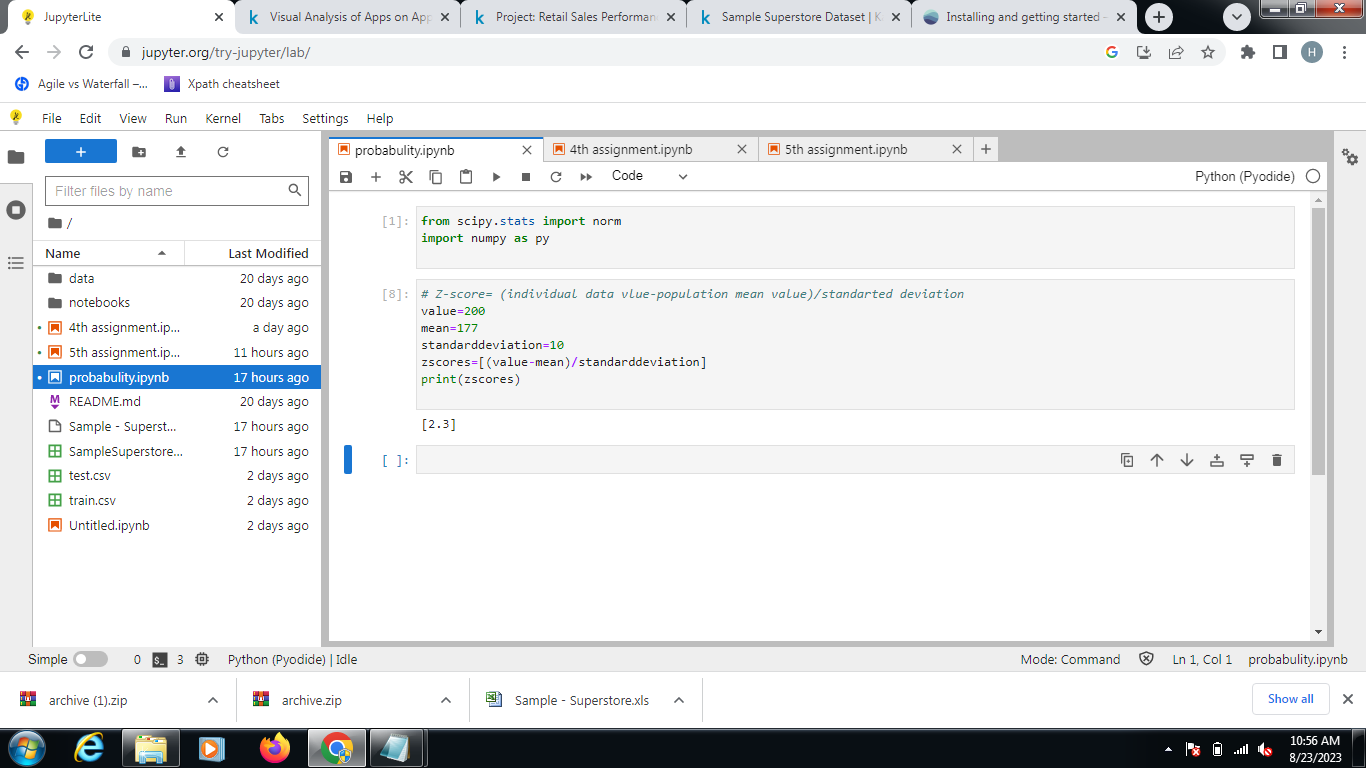 JupyterLite
Visual Analysis of Apps on App
Project: Retail Sales Performan
Sample Superstore Dataset | K
Installing and getting started –
jupyter.org/try-jupyter/lab/
H
Agile vs Waterfall –...
Xpath cheatsheet
File Edit View Run Kernel Tabs Settings Help
Filter files by name
/
Name Last Modified
data 20 days ago
notebooks 20 days ago
4th assignment.ip... a day ago
5th assignment.ip... 11 hours ago
probabulity.ipynb 17 hours ago
README.md 20 days ago
Sample - Superst... 17 hours ago
SampleSuperstore... 17 hours ago
test.csv 2 days ago
train.csv 2 days ago
Untitled.ipynb 2 days ago
probabulity.ipynb
4th assignment.ipynb
5th assignment.ipynb
Code
Python (Pyodide)
[1]: from scipy.stats import norm
import numpy as py
[8]: # Z-score= (individual data vlue-population mean value)/standarted deviation
value=200
mean=177
standarddeviation=10
zscores=[(value-mean)/standarddeviation]
print(zscores)
[2.3]
[ ]:
Simple 0 $_ 3 Python (Pyodide) | Idle Mode: Command Ln 1, Col 1 probabulity.ipynb
archive (1).zip
archive.zip
Sample - Superstore.xls
Show all
10:56 AM
8/23/2023